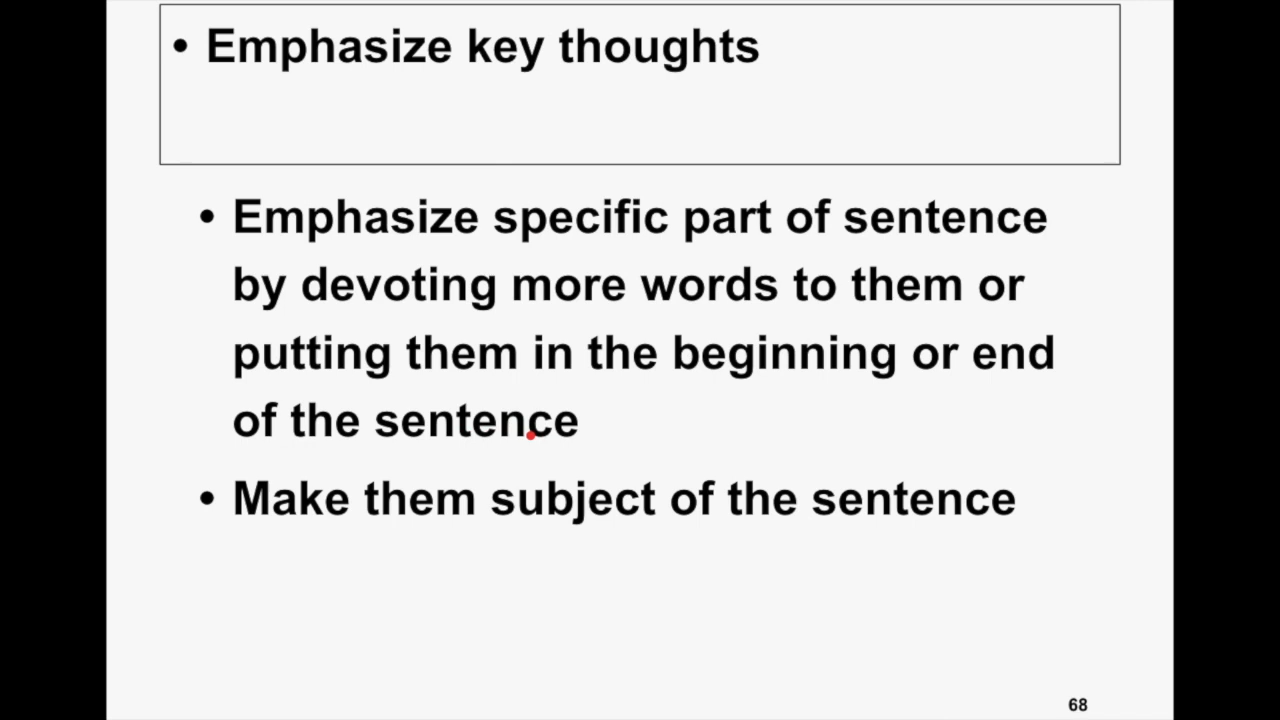 • Emphasize key thoughts
• Emphasize specific part of sentence
by devoting more words to them or
putting them in the beginning or end
of the sentence
• Make them subject of the sentence
68